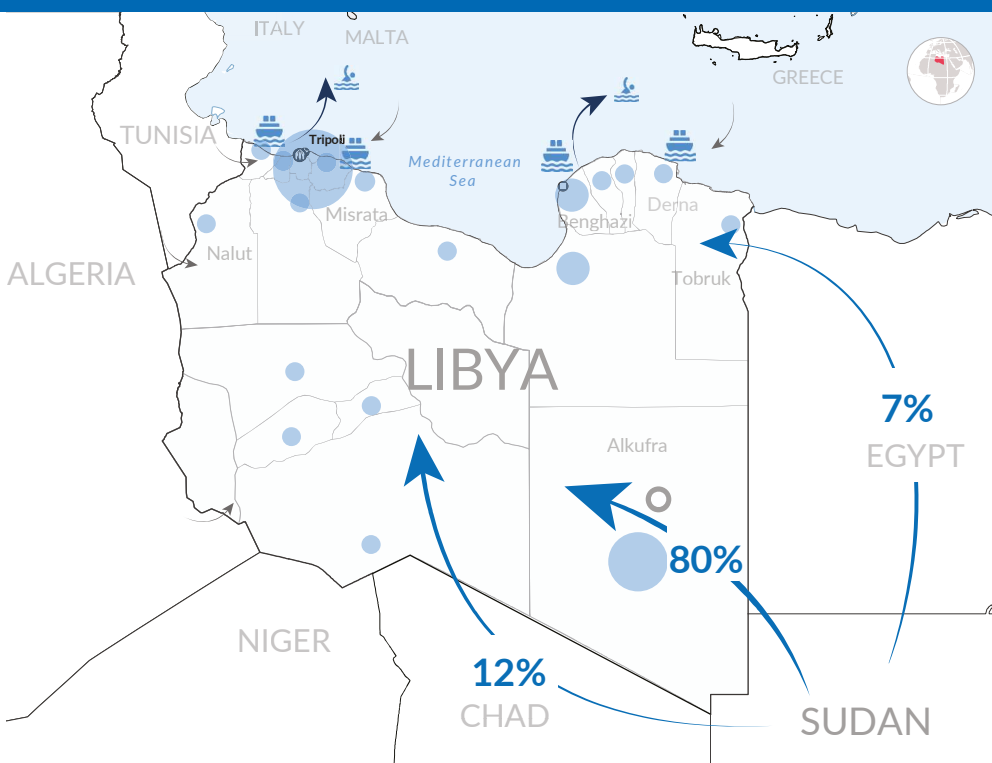 ITALY
MALTA
GREECE
TUNISIA
Tripoli
Mediterranean
Sea
Misrata
Benghazi
Derna
Nalut
ALGERIA
Tobruk
LIBYA
7%
EGYPT
Alkufra
80%
NIGER
12%
CHAD
SUDAN